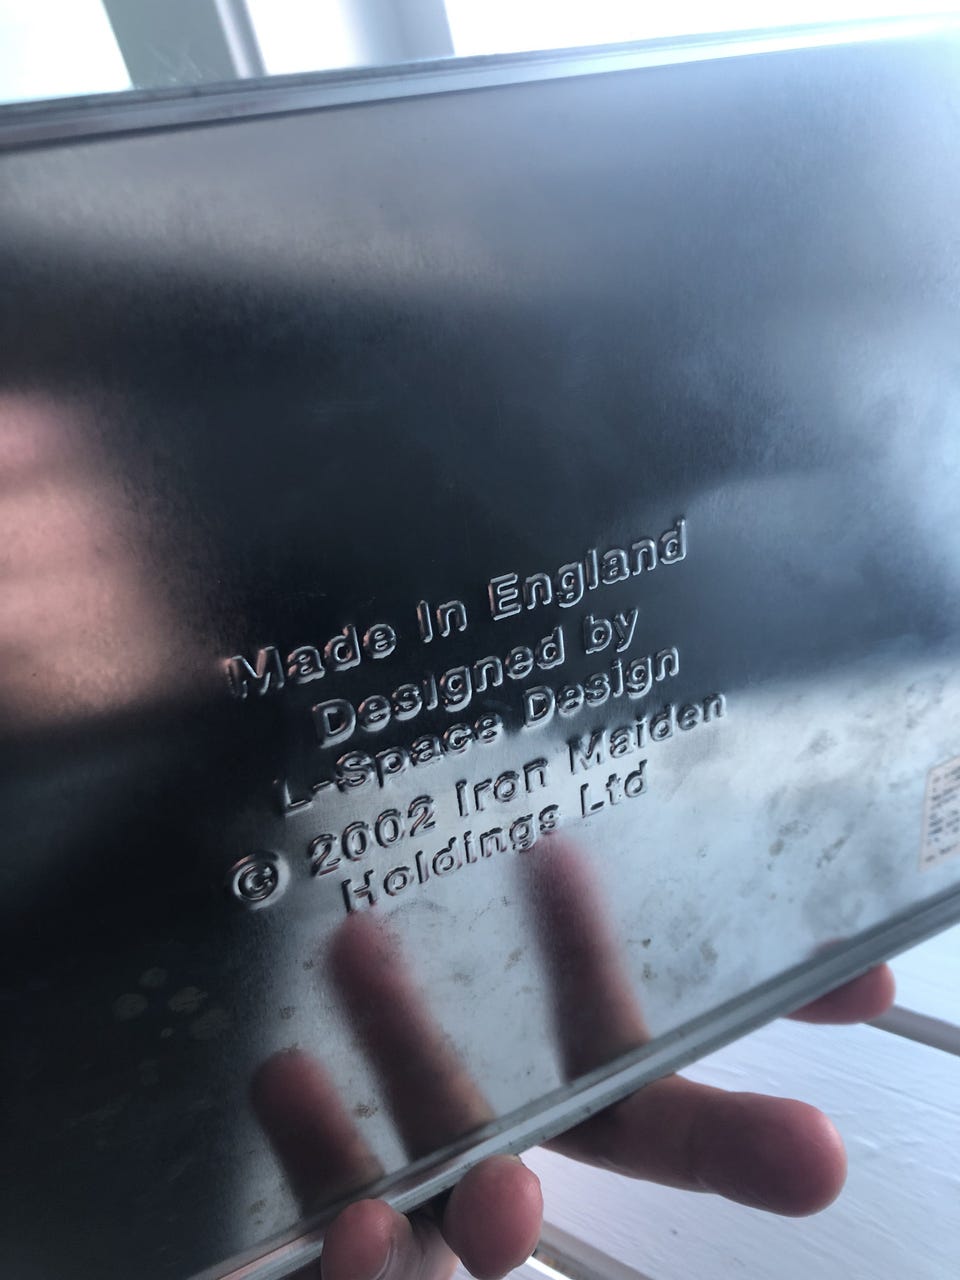 Made In England
Designed by
L-Space Design
© 2002 Iron Maiden
Holdings Ltd